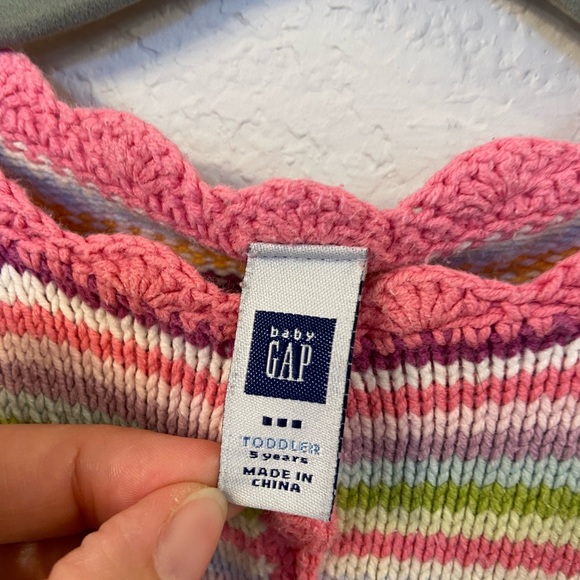 baby
GAP
TODDLER
5 years
MADE IN
CHINA